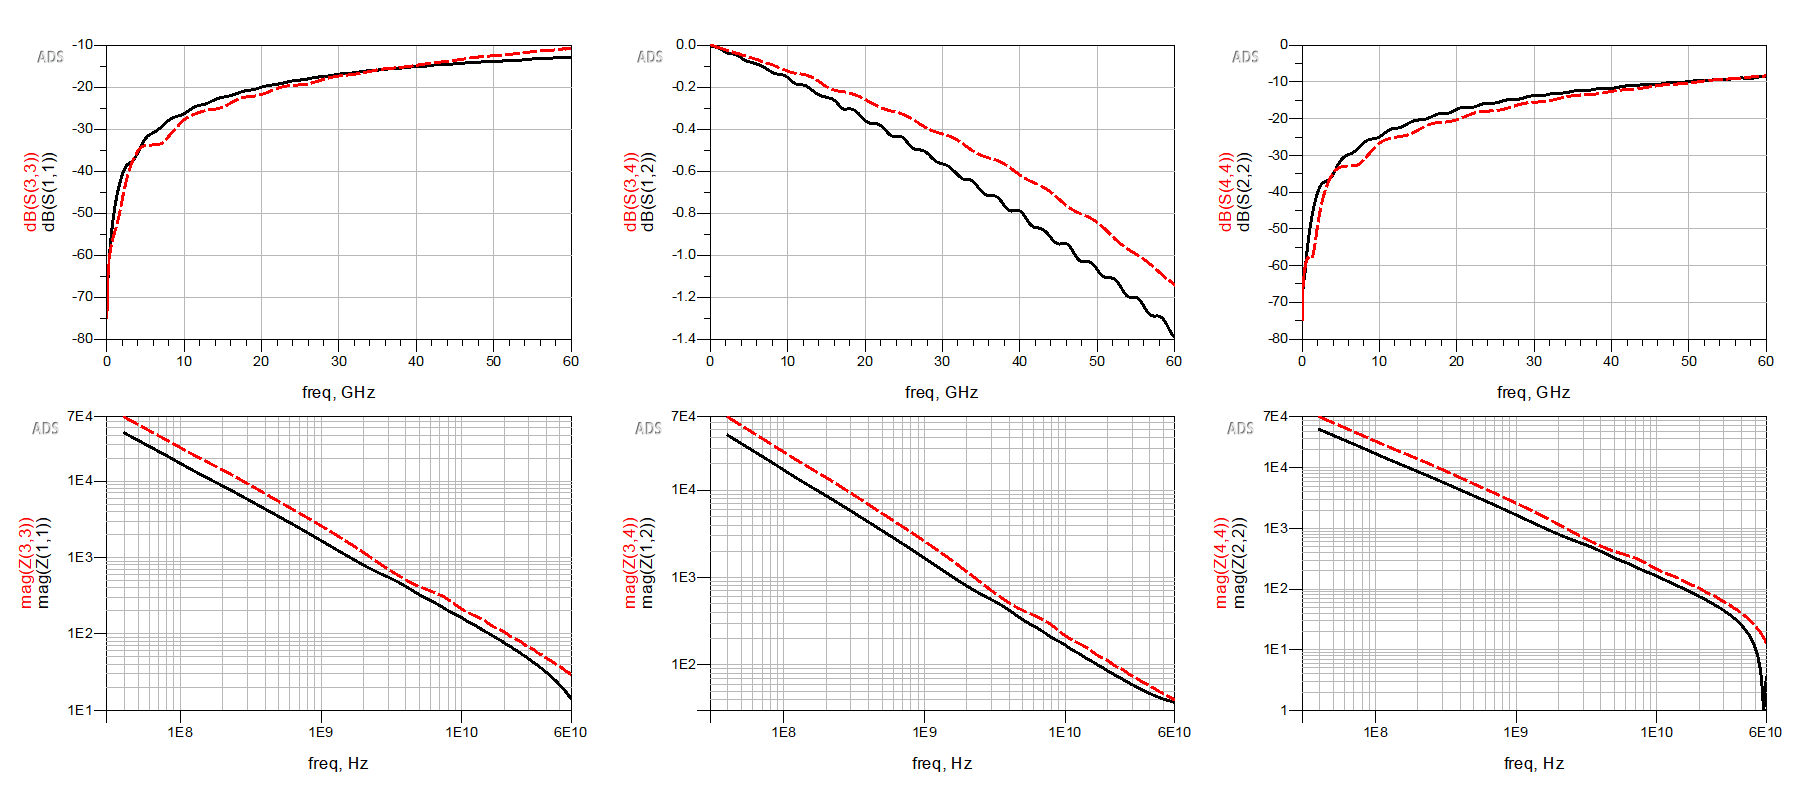 ADS
-10
-20
-30
-40
-50
-60
-70
-80
dB(S(3,3))
dB(S(1,1))
0 10 20 30 40 50 60
freq, GHz
ADS
0.0
-0.2
-0.4
-0.6
-0.8
-1.0
-1.2
-1.4
dB(S(3,4))
dB(S(1,2))
0 10 20 30 40 50 60
freq, GHz
ADS
0
-10
-20
-30
-40
-50
-60
-70
-80
dB(S(4,4))
dB(S(2,2))
0 10 20 30 40 50 60
freq, GHz
ADS
7E4
1E4
1E3
1E2
1E1
mag(Z(3,3))
mag(Z(1,1))
1E8 1E9 1E10 6E10
freq, Hz
ADS
7E4
1E4
1E3
1E2
mag(Z(3,4))
mag(Z(1,2))
1E8 1E9 1E10 6E10
freq, Hz
ADS
7E4
1E4
1E3
1E2
1E1
1
mag(Z(4,4))
mag(Z(2,2))
1E8 1E9 1E10 6E10
freq, Hz